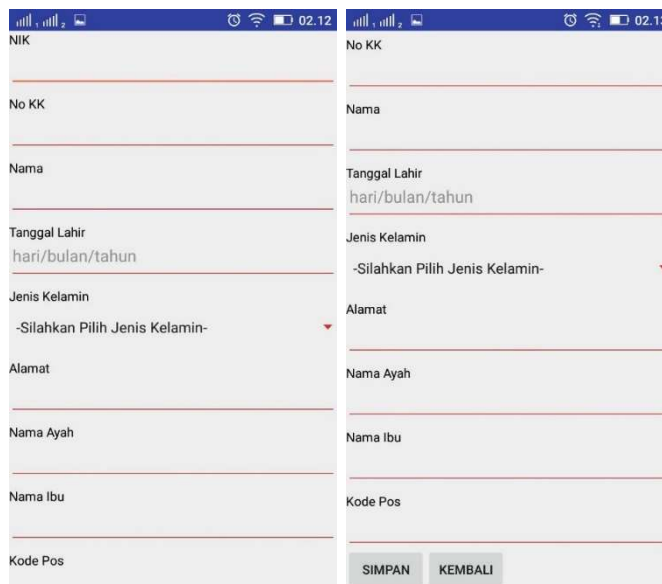 02.12
NIK
No KK
Nama
Tanggal Lahir
hari/bulan/tahun
Jenis Kelamin
-Silahkan Pilih Jenis Kelamin-
Alamat
Nama Ayah
Nama Ibu
Kode Pos
No KK
Nama
Tanggal Lahir
hari/bulan/tahun
Jenis Kelamin
-Silahkan Pilih Jenis Kelamin-
Alamat
Nama Ayah
Nama Ibu
Kode Pos
SIMPAN KEMBALI